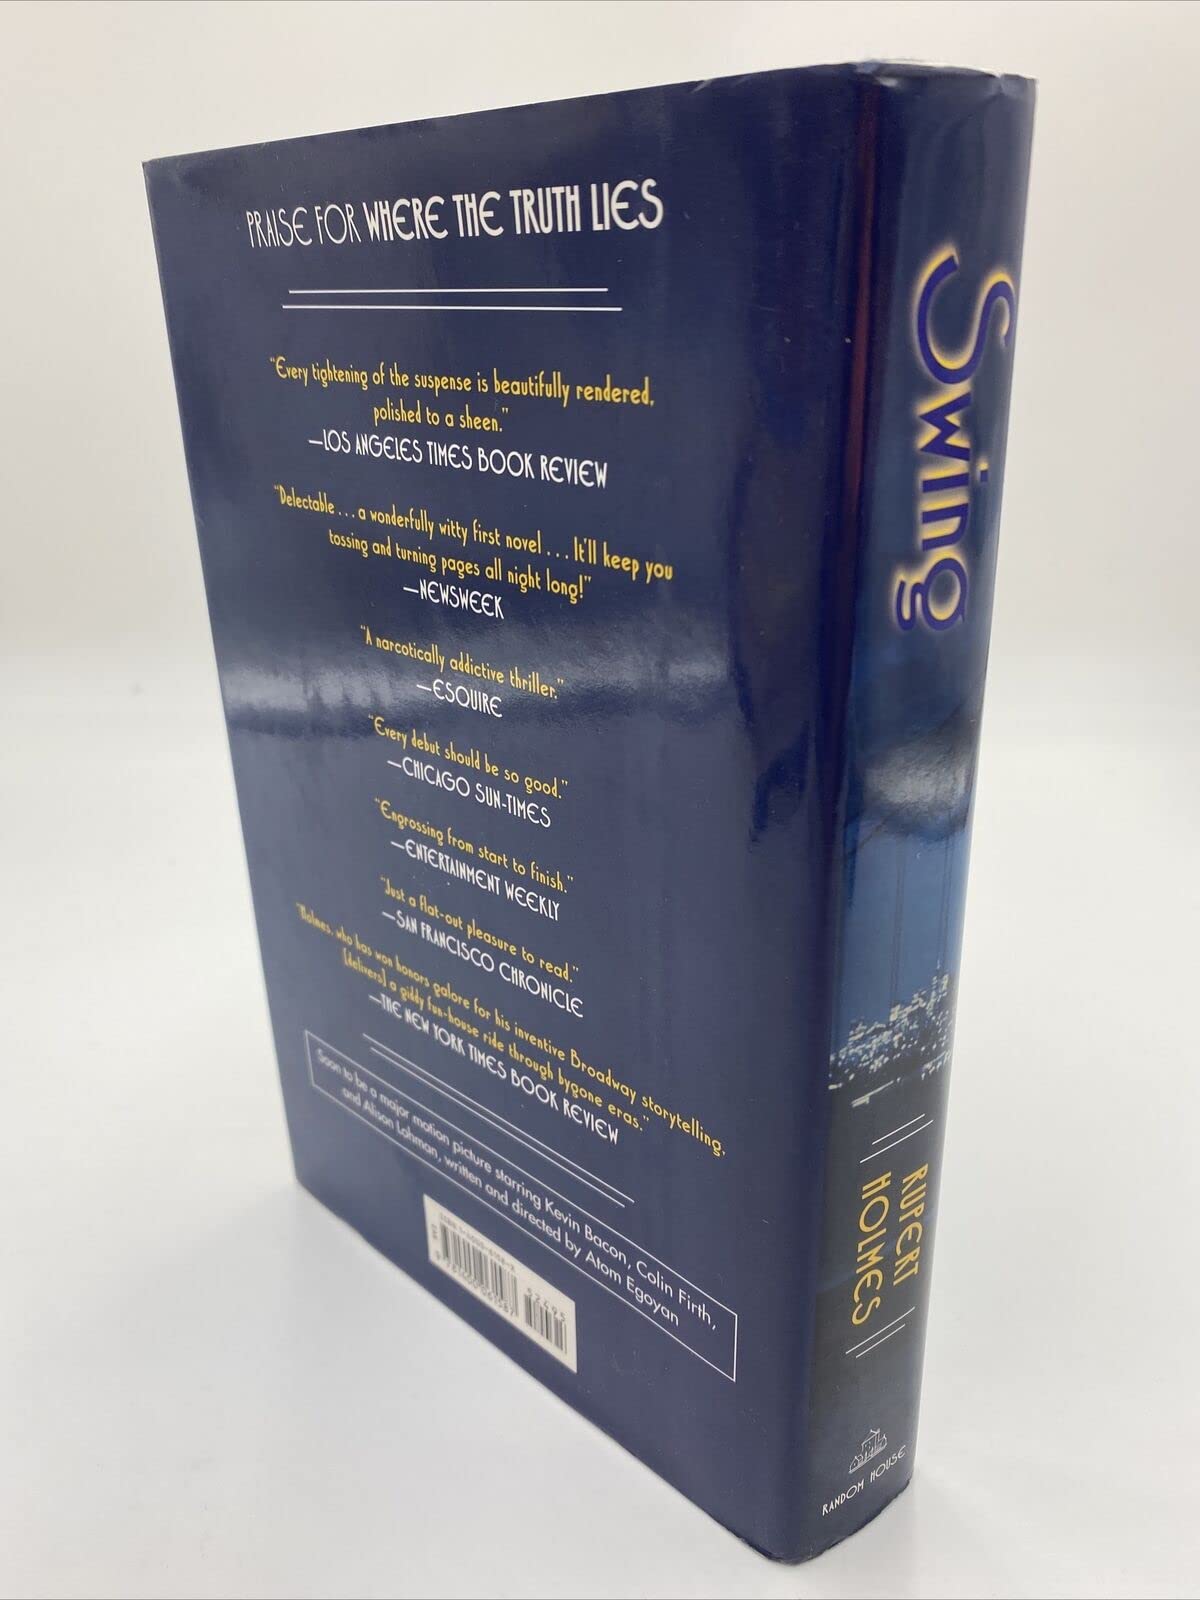 PRAISE FOR WHERE THE TRUTH LIES
"Every tightening of the suspense is beautifully rendered,
polished to a sheen."
—LOS ANGELES TIMES BOOK REVIEW
"Delectable . . . a wonderfully witty first novel . . . It'll keep you
tossing and turning pages all night long!"
—NEWSWEEK
"A narcotically addictive thriller."
—ESQUIRE
"Every debut should be so good."
—CHICAGO SUN-TIMES
"Engrossing from start to finish."
—ENTERTAINMENT WEEKLY
"Just a flat-out pleasure to read."
—SAN FRANCISCO CHRONICLE
"Holmes, who has won honors galore for his inventive Broadway storytelling,
[delivers] a giddy fun-house ride through bygone eras."
—THE NEW YORK TIMES BOOK REVIEW
Soon to be a major motion picture starring Kevin Bacon, Colin Firth,
and Alison Lohman, written and directed by Atom Egoyan
52495
Swing
RUPERT
HOLMES
RANDOM HOUSE